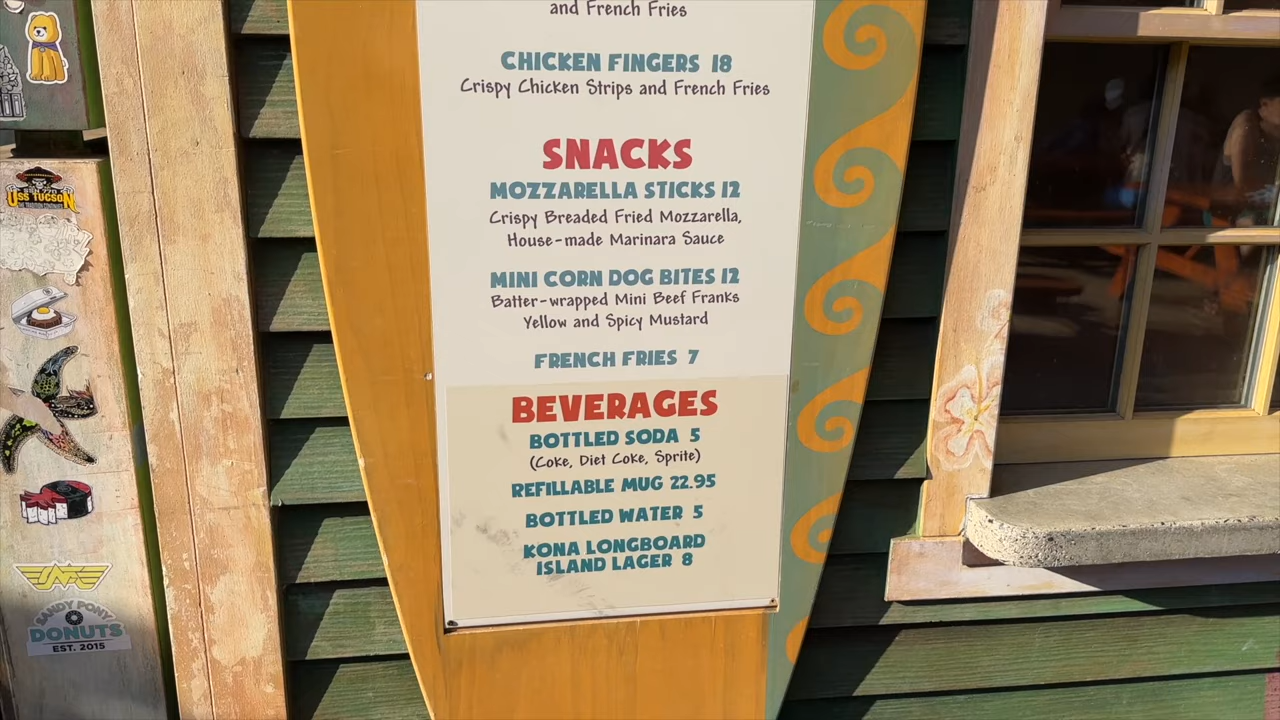 and French Fries
CHICKEN FINGERS 18
Crispy Chicken Strips and French Fries
SNACKS
MOZZARELLA STICKS 12
Crispy Breaded Fried Mozzarella,
House-made Marinara Sauce
MINI CORN DOG BITES 12
Batter-wrapped Mini Beef Franks
Yellow and Spicy Mustard
FRENCH FRIES 7
BEVERAGES
BOTTLED SODA 5
(Coke, Diet Coke, Sprite)
REFILLABLE MUG 22.95
BOTTLED WATER 5
KONA LONGBOARD
ISLAND LAGER 8
USS TUCSON
SANDY PONY
DONUTS
EST. 2015